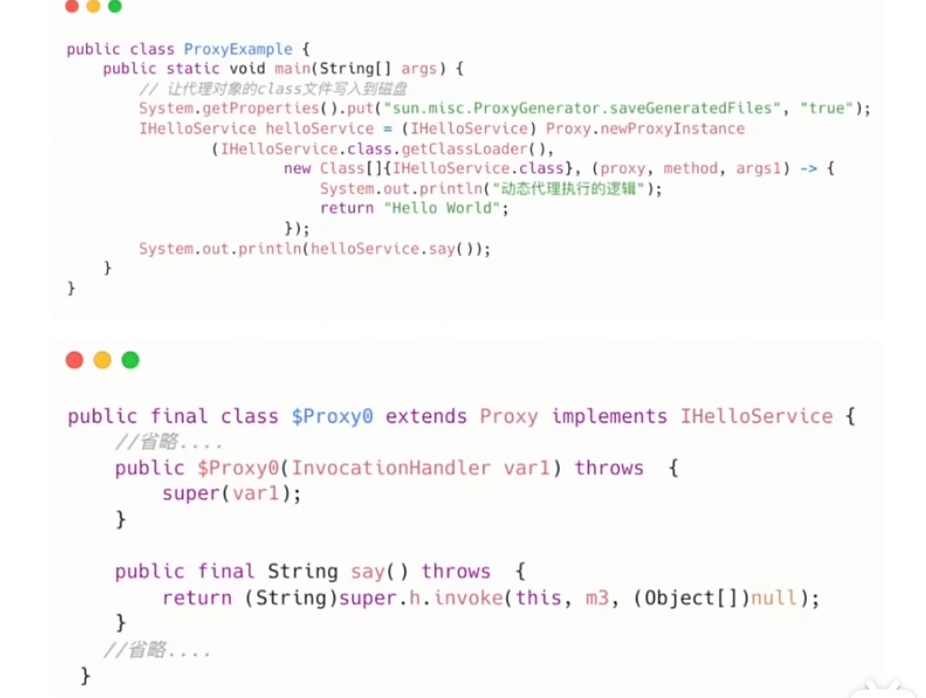 public class ProxyExample {
    public static void main(String[] args) {
        // 让代理对象的class文件写入到磁盘
        System.getProperties().put("sun.misc.ProxyGenerator.saveGeneratedFiles", "true");
        IHelloService helloService = (IHelloService) Proxy.newProxyInstance
                (IHelloService.class.getClassLoader(),
                        new Class[]{IHelloService.class}, (proxy, method, args1) -> {
                            System.out.println("动态代理执行的逻辑");
                            return "Hello World";
                        });
        System.out.println(helloService.say());
    }
}
public final class $Proxy0 extends Proxy implements IHelloService {
    //省略....
    public $Proxy0(InvocationHandler var1) throws  {
        super(var1);
    }
    public final String say() throws  {
        return (String)super.h.invoke(this, m3, (Object[])null);
    }
    //省略....
}